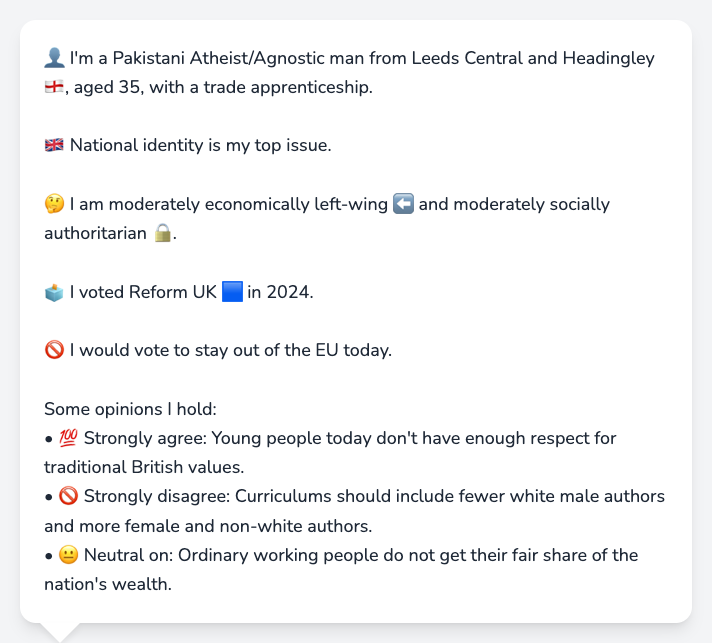 👤 I'm a Pakistani Atheist/Agnostic man from Leeds Central and Headingley
🏴󠁧󠁢󠁥󠁮󠁧󠁿, aged 35, with a trade apprenticeship.
🇬🇧 National identity is my top issue.
🤔 I am moderately economically left-wing ⬅️ and moderately socially
authoritarian 🔒.
🗳️ I voted Reform UK 🟦 in 2024.
🚫 I would vote to stay out of the EU today.
Some opinions I hold:
• 💯 Strongly agree: Young people today don't have enough respect for
traditional British values.
• 🚫 Strongly disagree: Curriculums should include fewer white male authors
and more female and non-white authors.
• 😐 Neutral on: Ordinary working people do not get their fair share of the
nation's wealth.